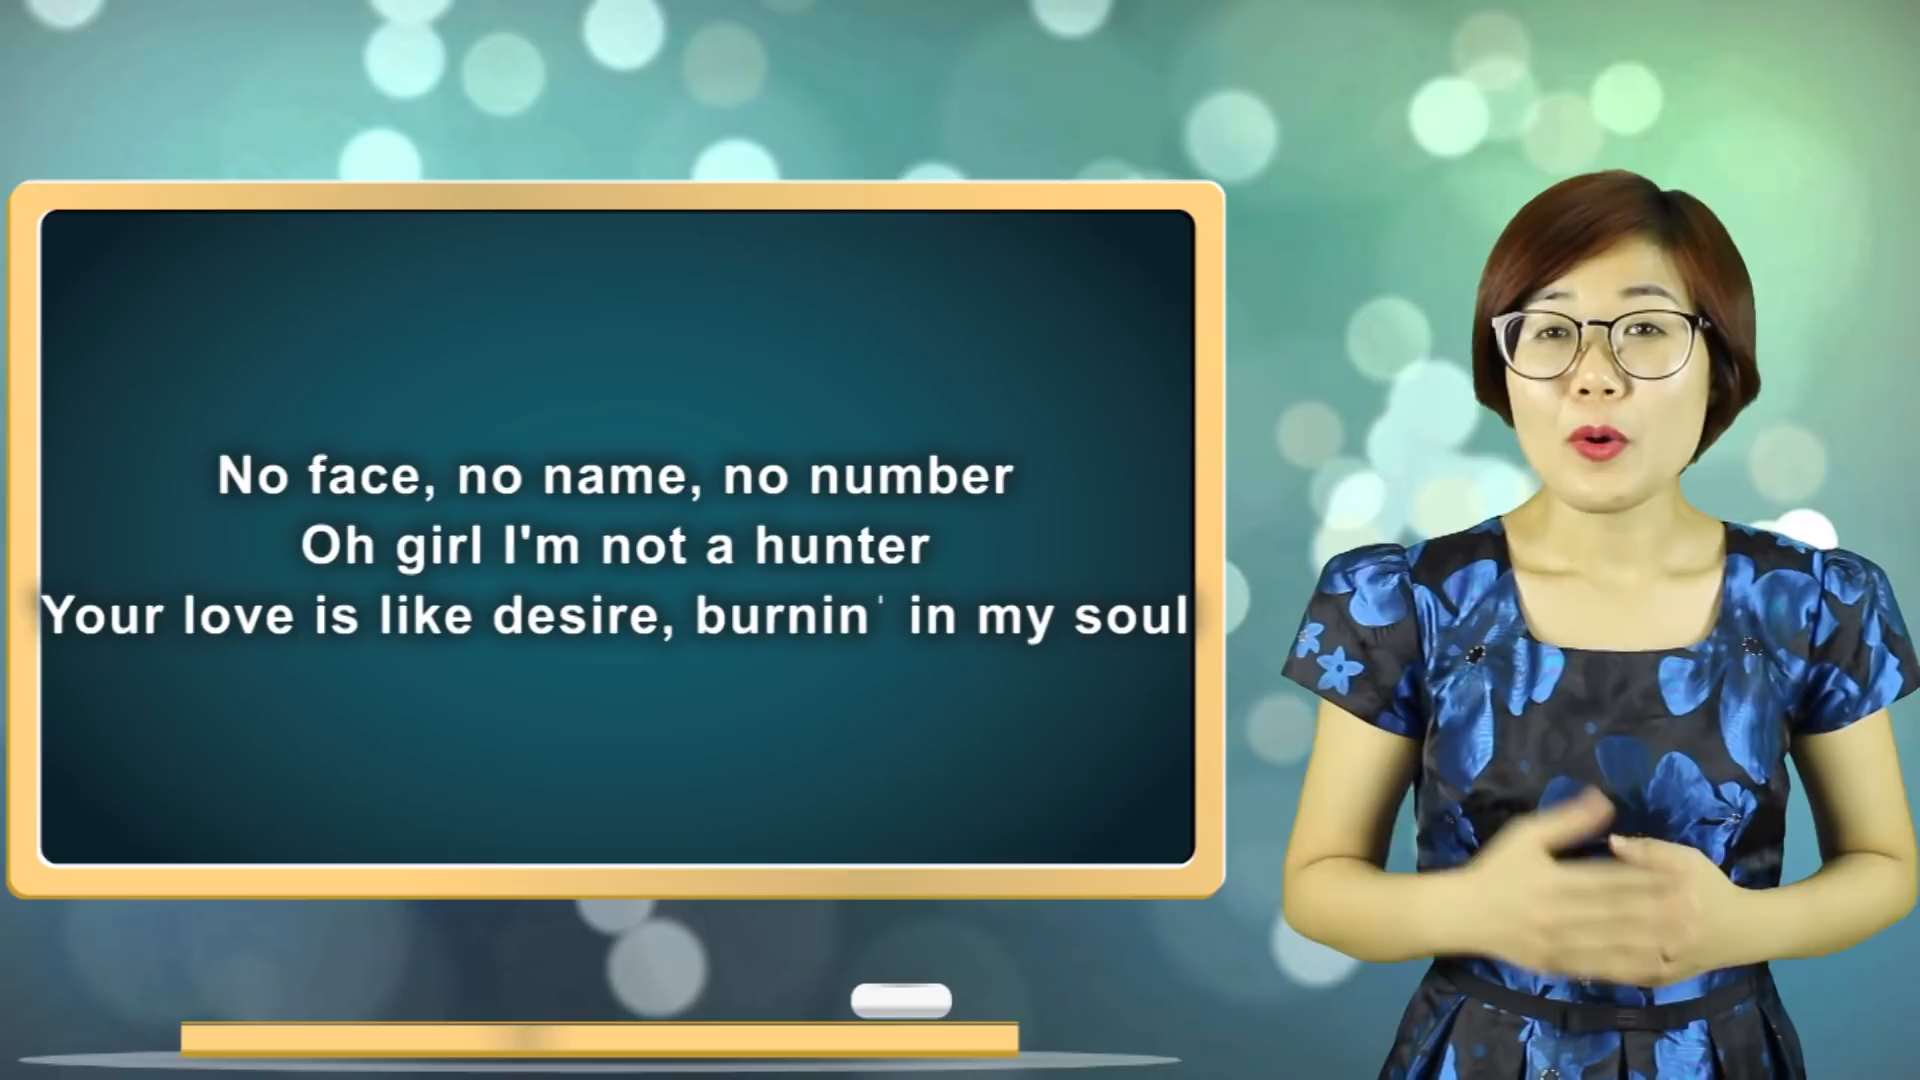 No face, no name, no number
Oh girl I'm not a hunter
Your love is like desire, burnin' in my soul